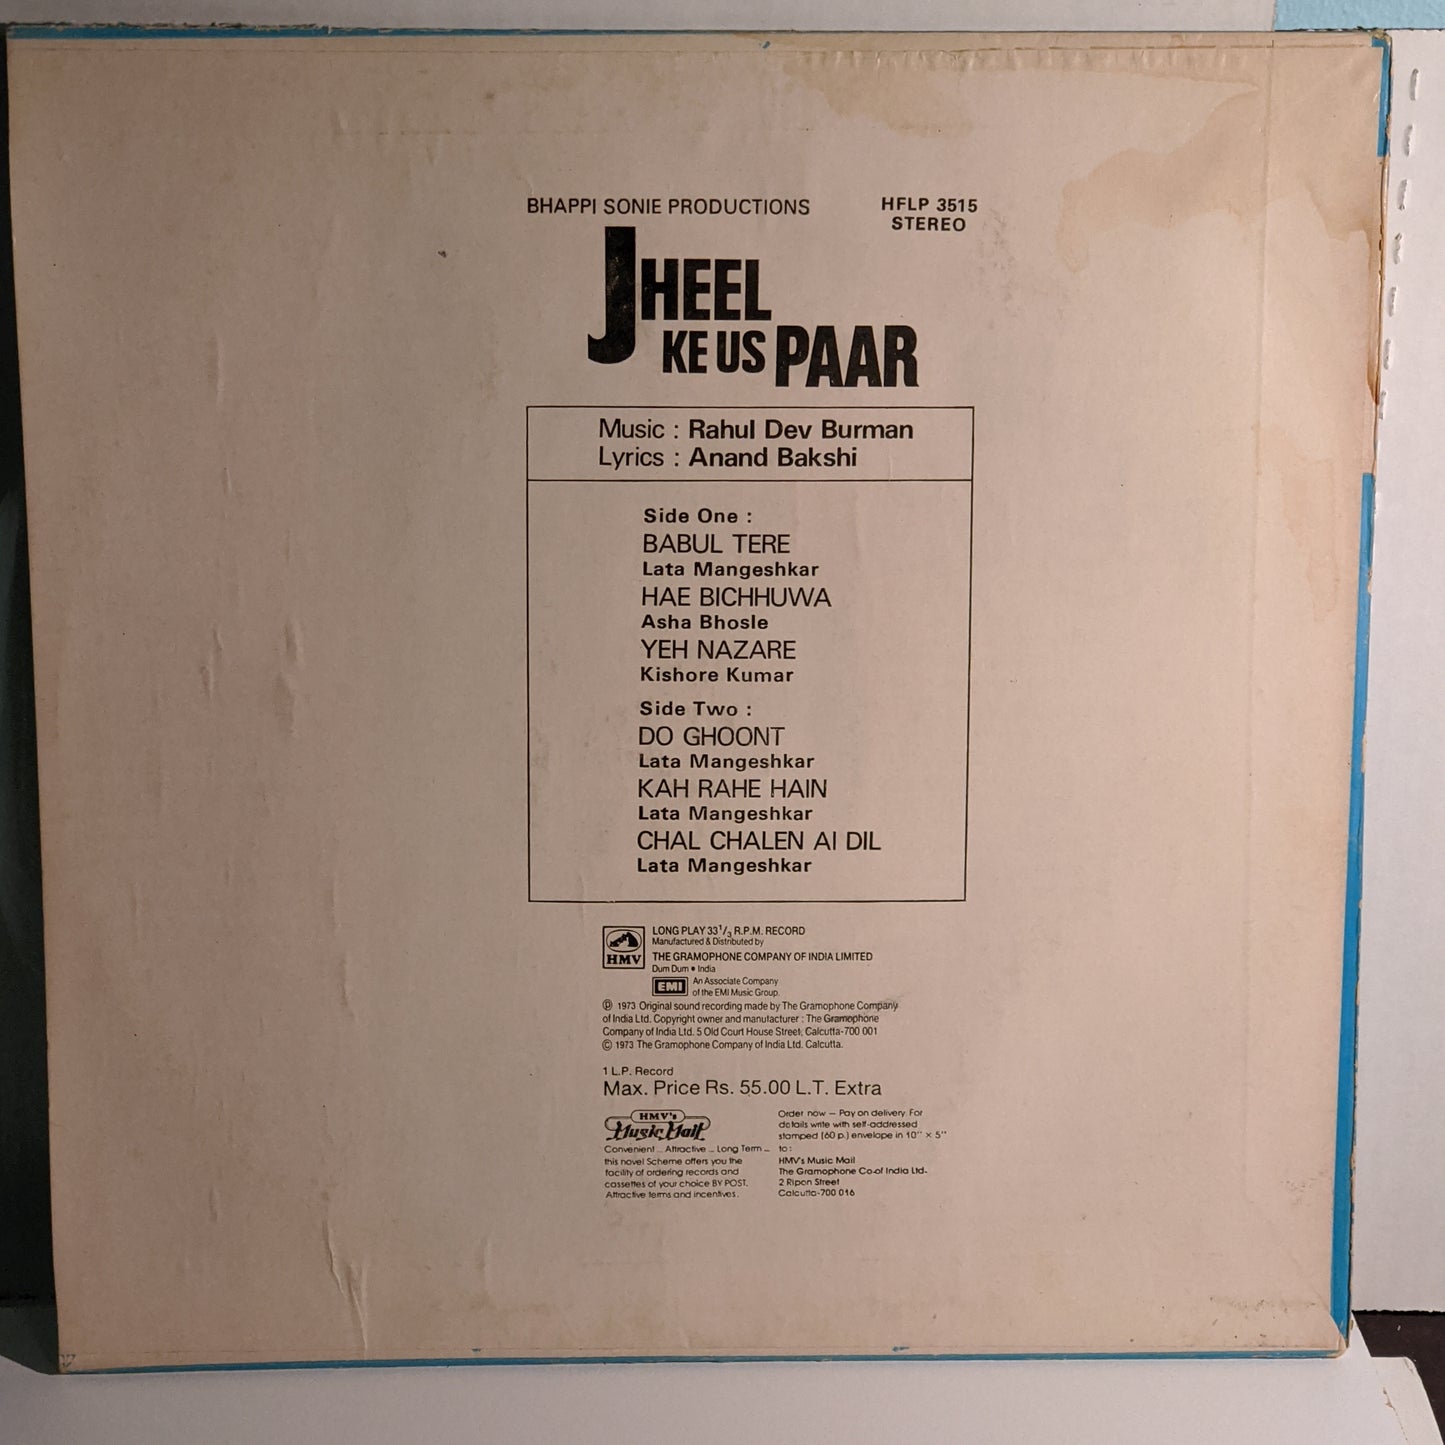 BHAPPI SONIE PRODUCTIONS
HFLP 3515
STEREO
JHEEL
KE US PAAR
Music : Rahul Dev Burman
Lyrics : Anand Bakshi
Side One :
BABUL TERE
Lata Mangeshkar
HAE BICHHUWA
Asha Bhosle
YEH NAZARE
Kishore Kumar
Side Two :
DO GHOONT
Lata Mangeshkar
KAH RAHE HAIN
Lata Mangeshkar
CHAL CHALEN AI DIL
Lata Mangeshkar
HMV
LONG PLAY 33 1/3 R.P.M. RECORD
Manufactured & Distributed by
THE GRAMOPHONE COMPANY OF INDIA LIMITED
Dum Dum • India
EMI
An Associate Company
of the EMI Music Group.
℗ 1973 Original sound recording made by The Gramophone Company
of India Ltd. Copyright owner and manufacturer : The Gramophone
Company of India Ltd. 5 Old Court House Street, Calcutta-700 001
© 1973 The Gramophone Company of India Ltd. Calcutta.
1 L.P. Record
Max. Price Rs. 55.00 L.T. Extra
HMV's
Music Mail
Convenient ... Attractive ... Long Term ...
this novel Scheme offers you the
facility of ordering records and
cassettes of your choice BY POST.
Attractive terms and incentives.
Order now — Pay on delivery. For
details write with self-addressed
stamped (60 p.) envelope in 10" × 5"
to:
HMV's Music Mail
The Gramophone Co.of India Ltd.
2 Ripon Street
Calcutta-700 016